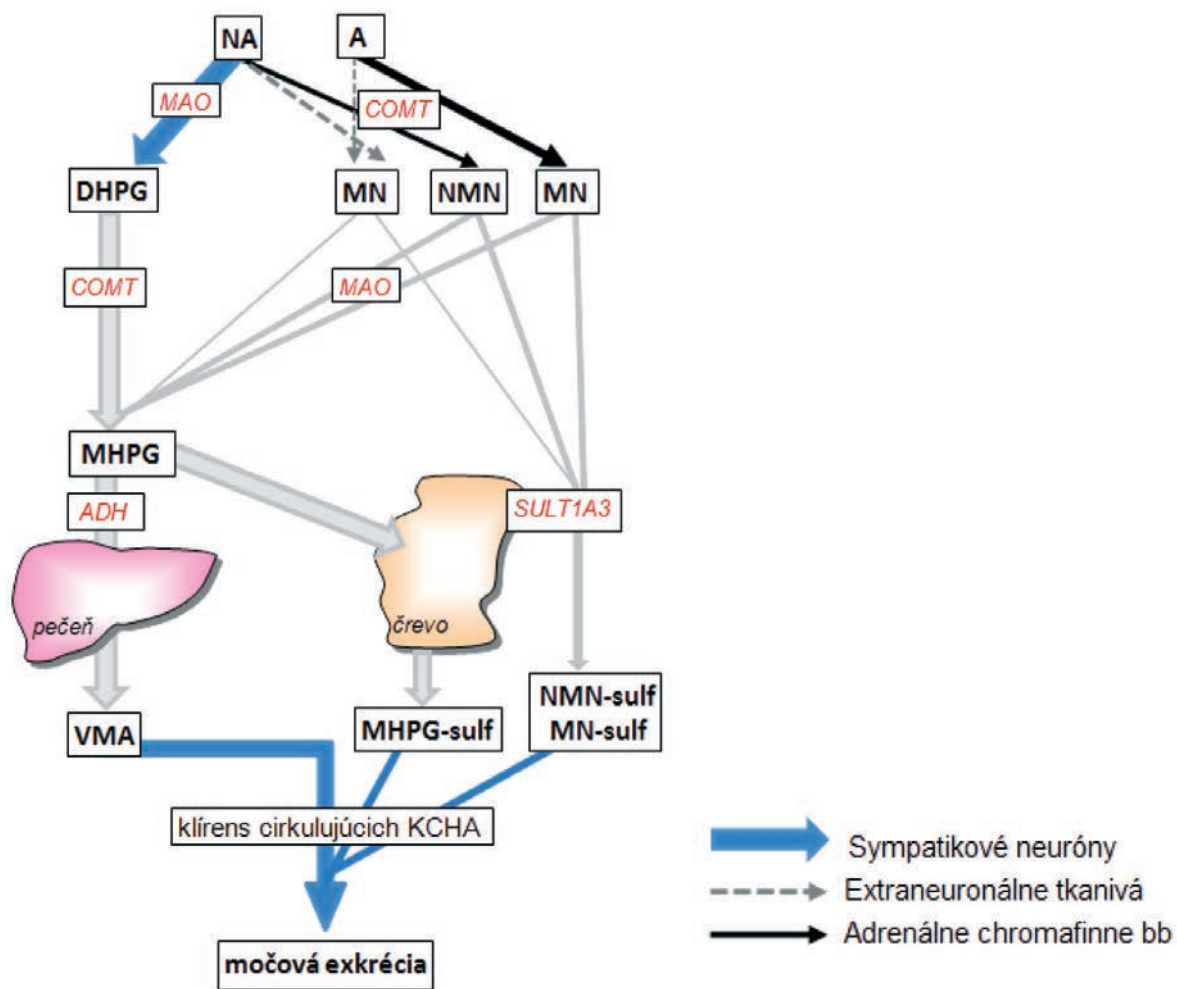 NA
A
MAO
COMT
DHPG
MN
NMN
MN
COMT
MAO
MHPG
ADH
SULT1A3
pečeň
črevo
VMA
MHPG-sulf
NMN-sulf
MN-sulf
klírens cirkulujúcich KCHA
močová exkrécia
Sympatikové neuróny
Extraneuronálne tkanivá
Adrenálne chromafinne bb